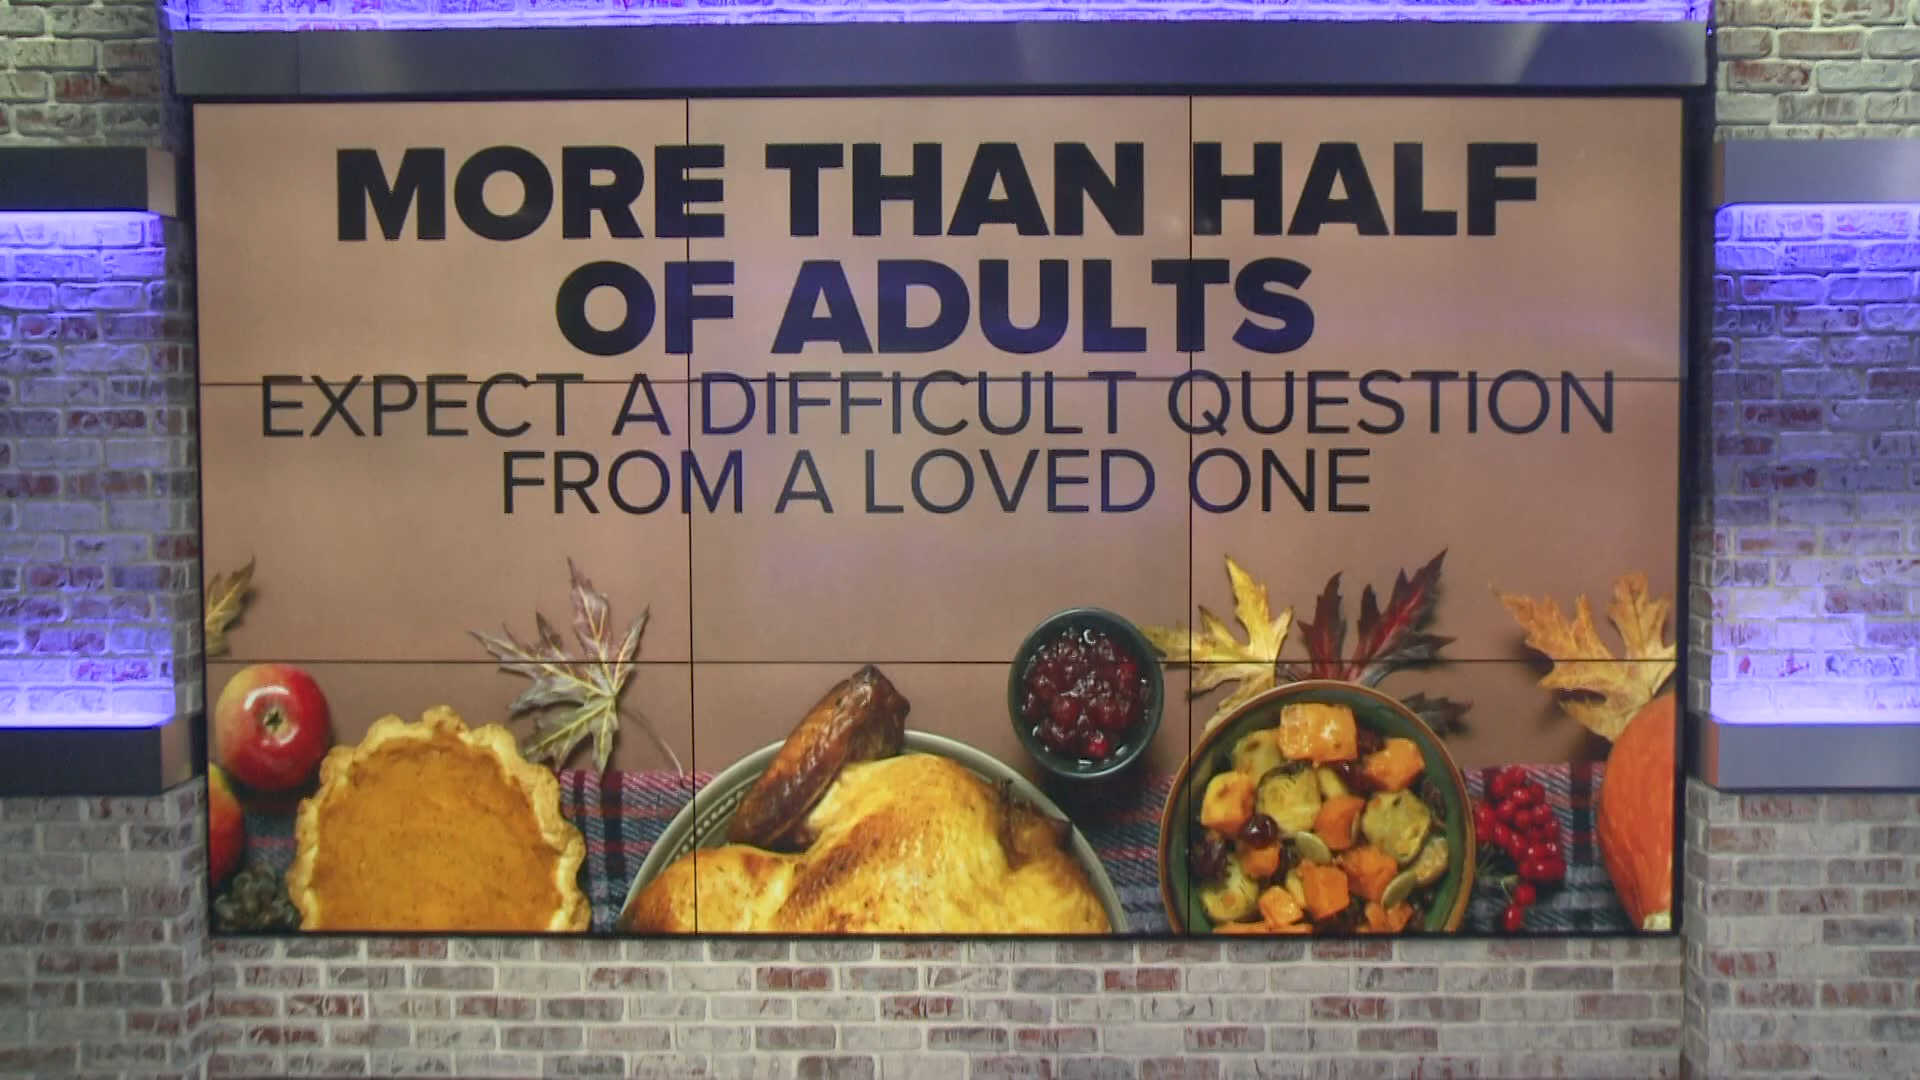 MORE THAN HALF
OF ADULTS
EXPECT A DIFFICULT QUESTION
FROM A LOVED ONE